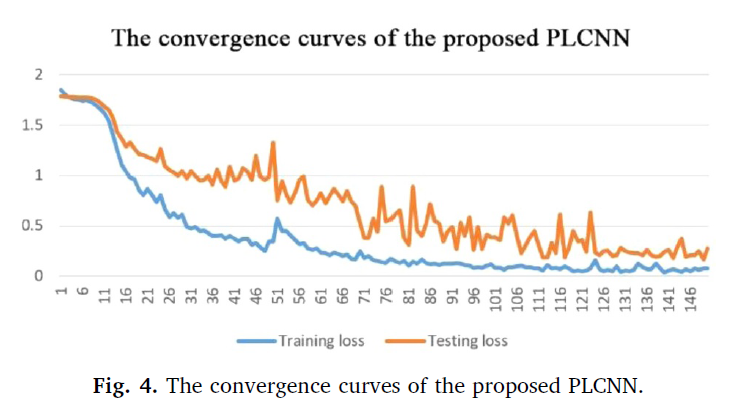 The convergence curves of the proposed PLCNN
2
1.5
1
0.5
0
1 6 11 16 21 26 31 36 41 46 51 56 61 66 71 76 81 86 91 96 101 106 111 116 121 126 131 136 141 146
Training loss Testing loss
Fig. 4. The convergence curves of the proposed PLCNN.